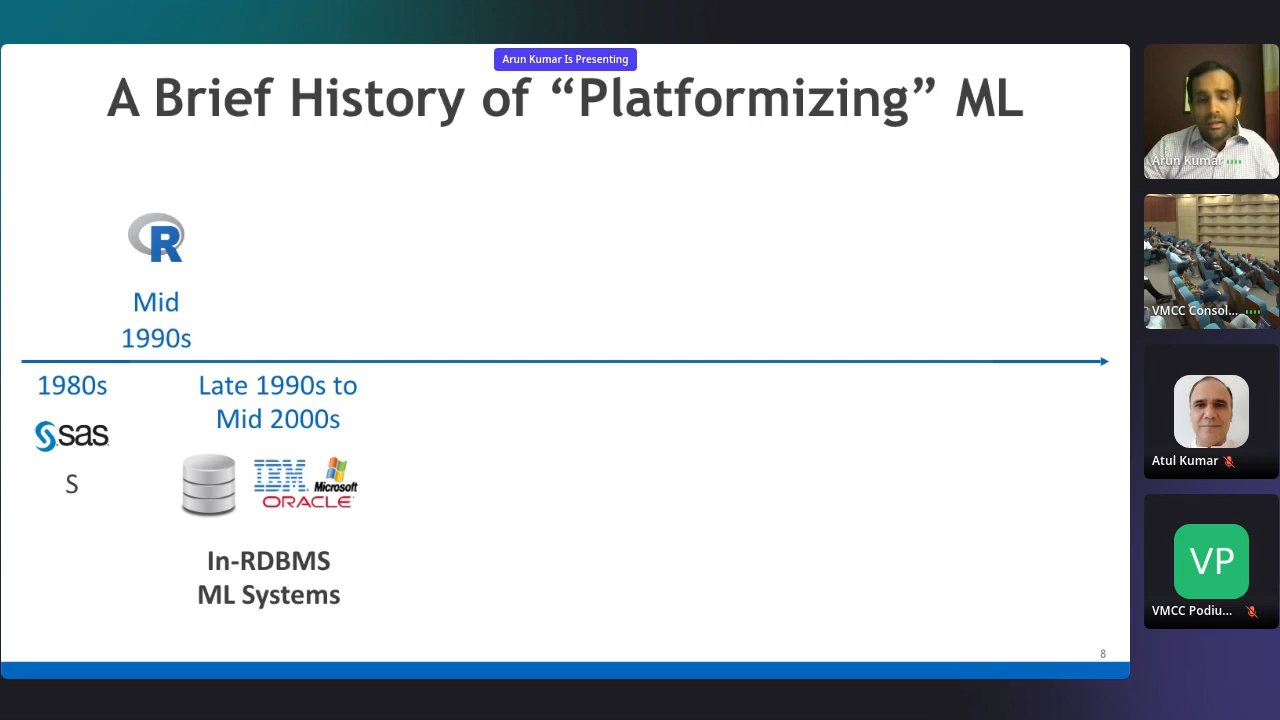 Arun Kumar Is Presenting
A Brief History of “Platformizing” ML
R
Mid
1990s
1980s
sas
S
Late 1990s to
Mid 2000s
IBM
Microsoft
ORACLE
In-RDBMS
ML Systems
8
Arun Kumar
VMCC Consol...
Atul Kumar
VP
VMCC Podiu...